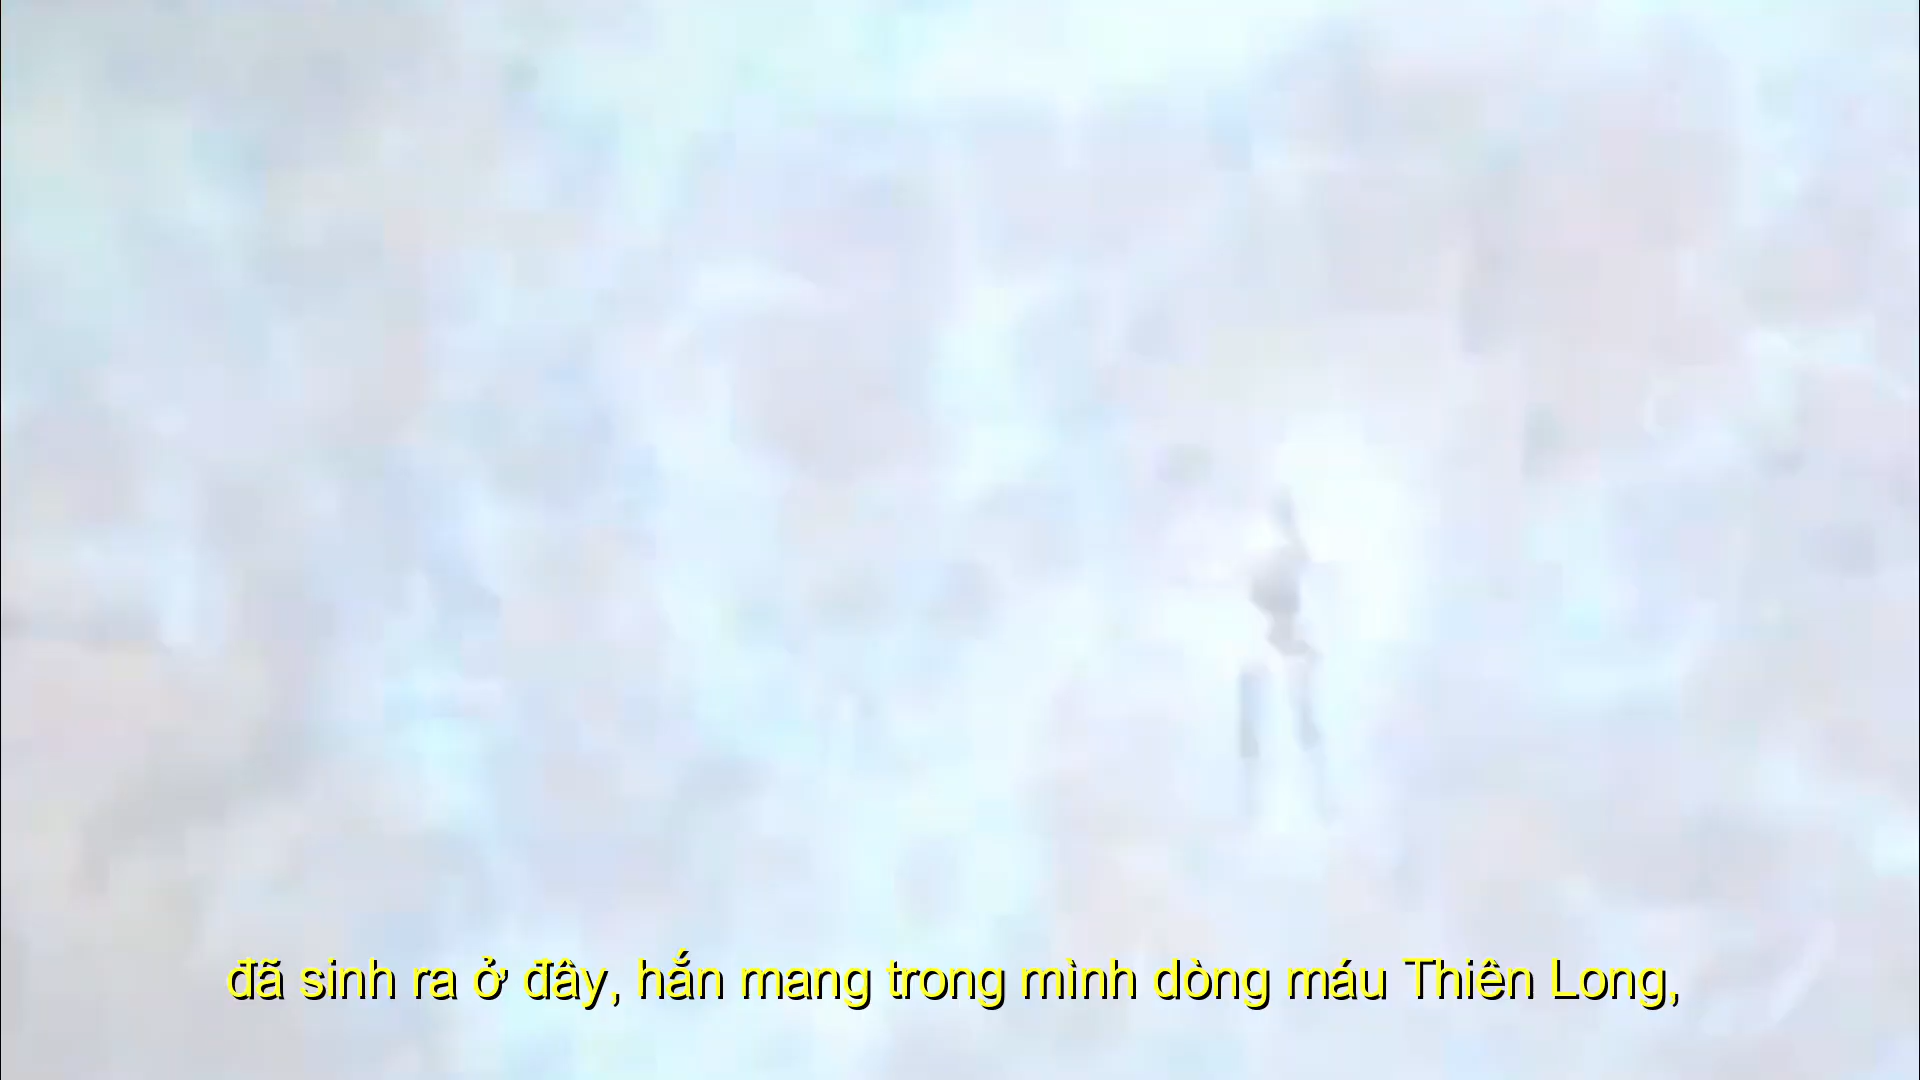 đã sinh ra ở đây, hắn mang trong mình dòng máu Thiên Long,